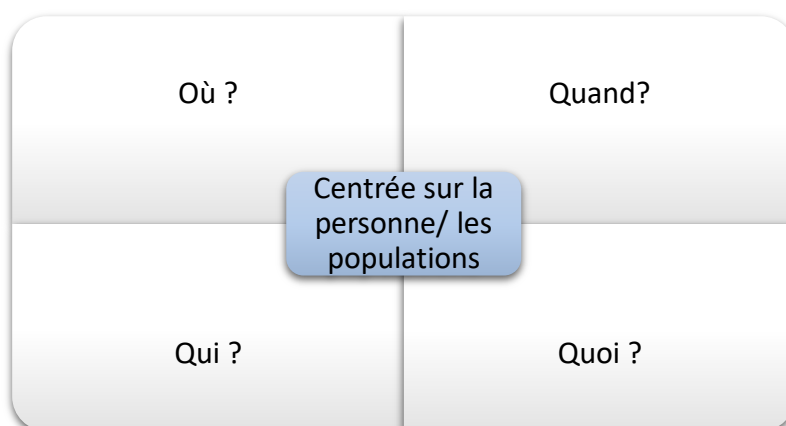 Où ?
Quand?
Centrée sur la
personne/ les
populations
Qui ?
Quoi ?